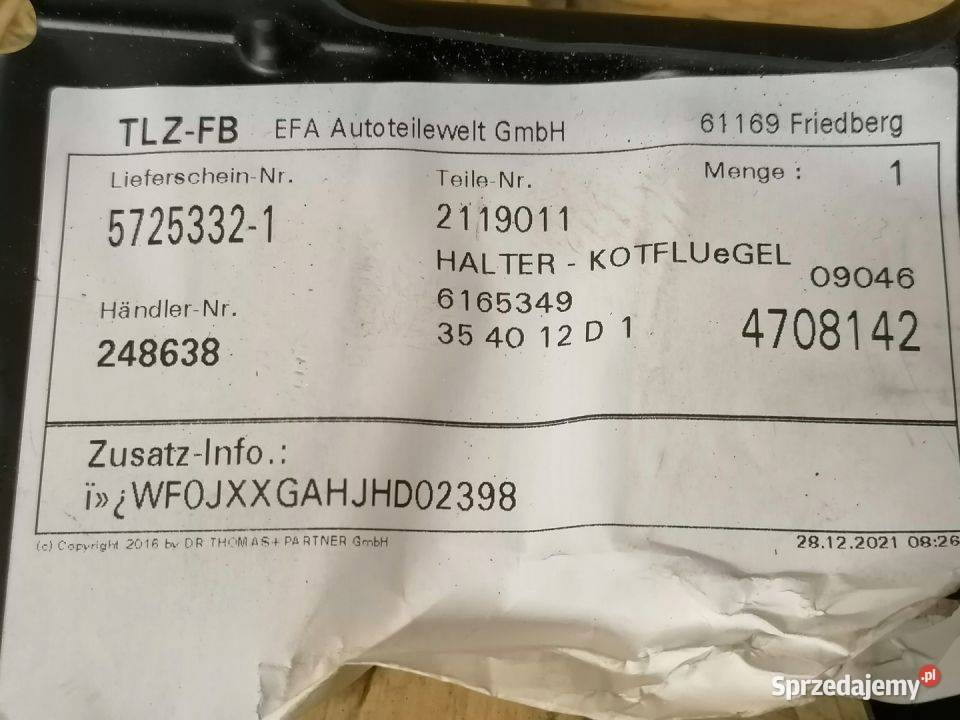 TLZ-FB EFA Autoteilewelt GmbH 61169 Friedberg
Lieferschein-Nr. Teile-Nr. Menge : 1
5725332-1 2119011
HALTER - KOTFLUeGEL 09046
Händler-Nr. 6165349
248638 35 40 12 D 1 4708142
Zusatz-Info.:
ï»¿WF0JXXGAHJHD02398
(c) Copyright 2016 by DR THOMAS+PARTNER GmbH 28.12.2021 08:26
Sprzedajemy.pl